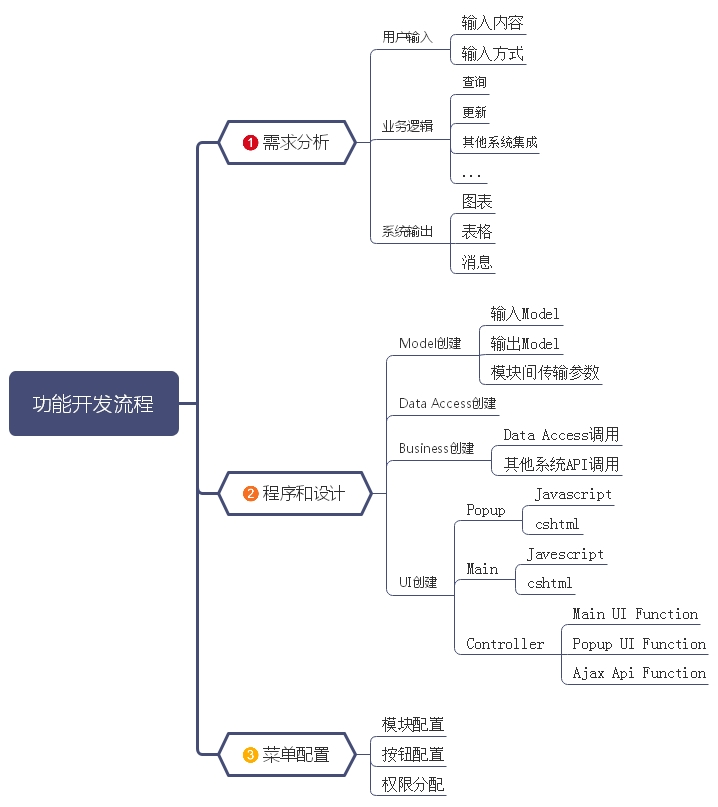 功能开发流程
1 需求分析
用户输入
输入内容
输入方式
业务逻辑
查询
更新
其他系统集成
...
系统输出
图表
表格
消息
2 程序和设计
Model创建
输入Model
输出Model
模块间传输参数
Data Access创建
Business创建
Data Access调用
其他系统API调用
UI创建
Popup
Javascript
cshtml
Main
Javescript
cshtml
Controller
Main UI Function
Popup UI Function
Ajax Api Function
3 菜单配置
模块配置
按钮配置
权限分配